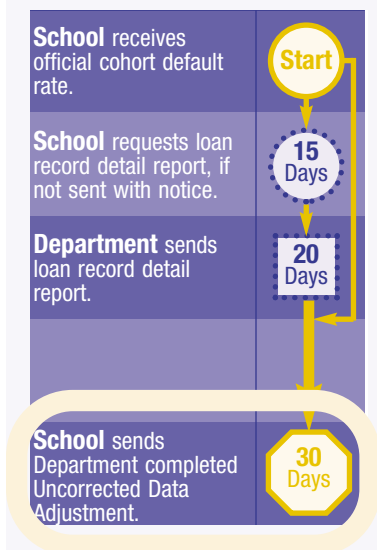 School receives
official cohort default
rate.
Start
School requests loan
record detail report, if
not sent with notice.
15
Days
Department sends
loan record detail
report.
20
Days
School sends
Department completed
Uncorrected Data
Adjustment.
30
Days